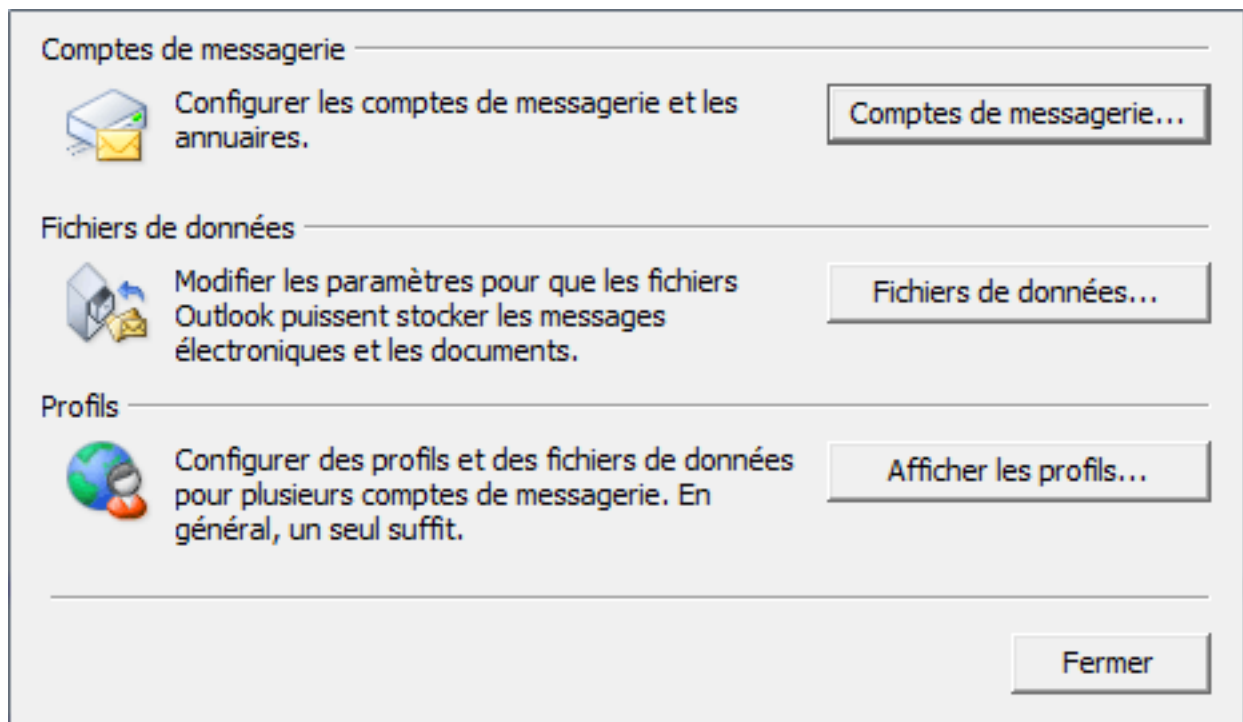 Comptes de messagerie
Configurer les comptes de messagerie et les
annuaires.
Comptes de messagerie...
Fichiers de données
Modifier les paramètres pour que les fichiers
Outlook puissent stocker les messages
électroniques et les documents.
Fichiers de données...
Profils
Configurer des profils et des fichiers de données
pour plusieurs comptes de messagerie. En
général, un seul suffit.
Afficher les profils...
Fermer